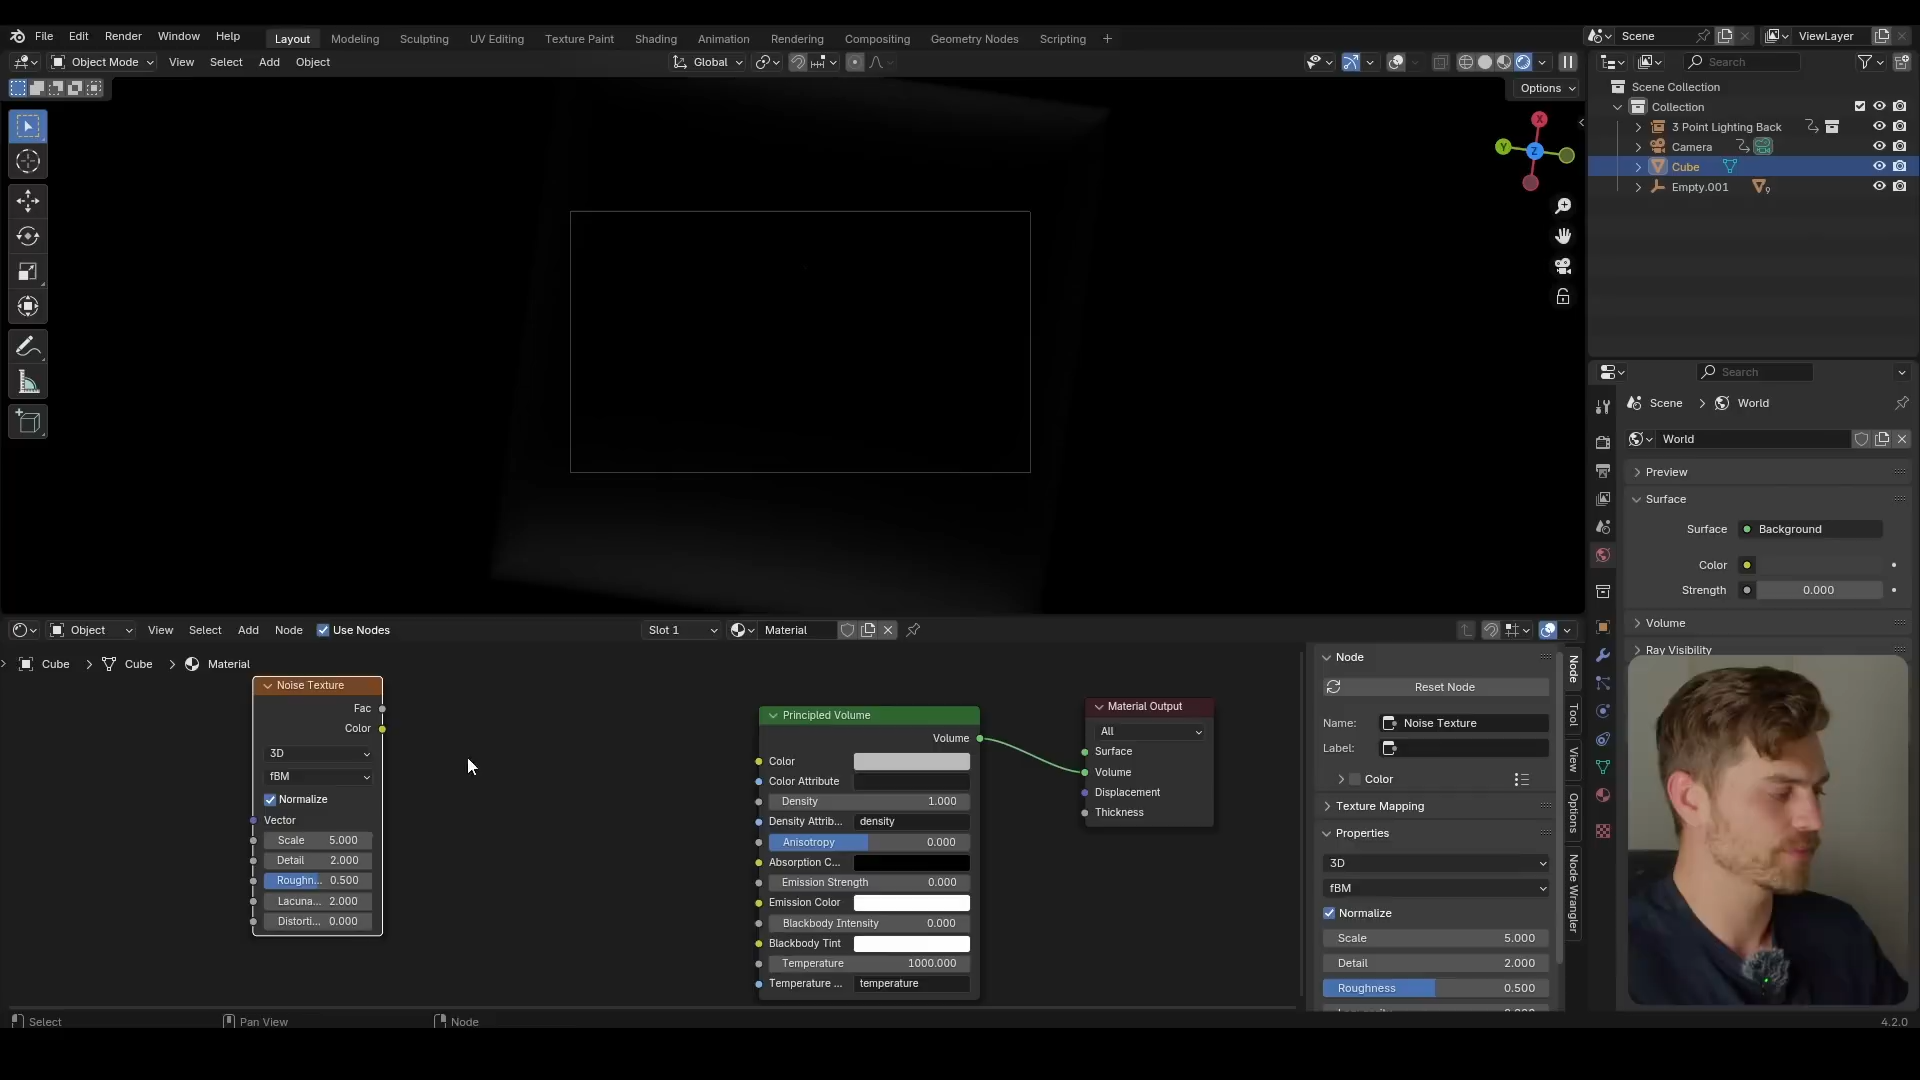 File Edit Render Window Help Layout Modeling Sculpting UV Editing Texture Paint Shading Animation Rendering Compositing Geometry Nodes Scripting + Scene ViewLayer
Object Mode View Select Add Object Global Search
Options
Scene Collection
Collection
3 Point Lighting Back
Camera
Cube
Empty.001
X
Y
Z
Search
Scene > World
World
Preview
Surface
Surface Background
Color
Strength 0.000
Volume
Ray Visibility
Object View Select Add Node Use Nodes Slot 1 Material
Cube > Cube > Material
Noise Texture
Fac
Color
3D
fBM
Normalize
Vector
Scale 5.000
Detail 2.000
Roughn... 0.500
Lacuna... 2.000
Distorti... 0.000
Principled Volume
Volume
Color
Color Attribute
Density 1.000
Density Attrib... density
Anisotropy 0.000
Absorption C...
Emission Strength 0.000
Emission Color
Blackbody Intensity 0.000
Blackbody Tint
Temperature 1000.000
Temperature ... temperature
Material Output
All
Surface
Volume
Displacement
Thickness
Node
Reset Node
Name: Noise Texture
Label:
Color
Texture Mapping
Properties
3D
fBM
Normalize
Scale 5.000
Detail 2.000
Roughness 0.500
Node
Tool
View
Options
Node Wrangler
Select Pan View Node 4.2.0